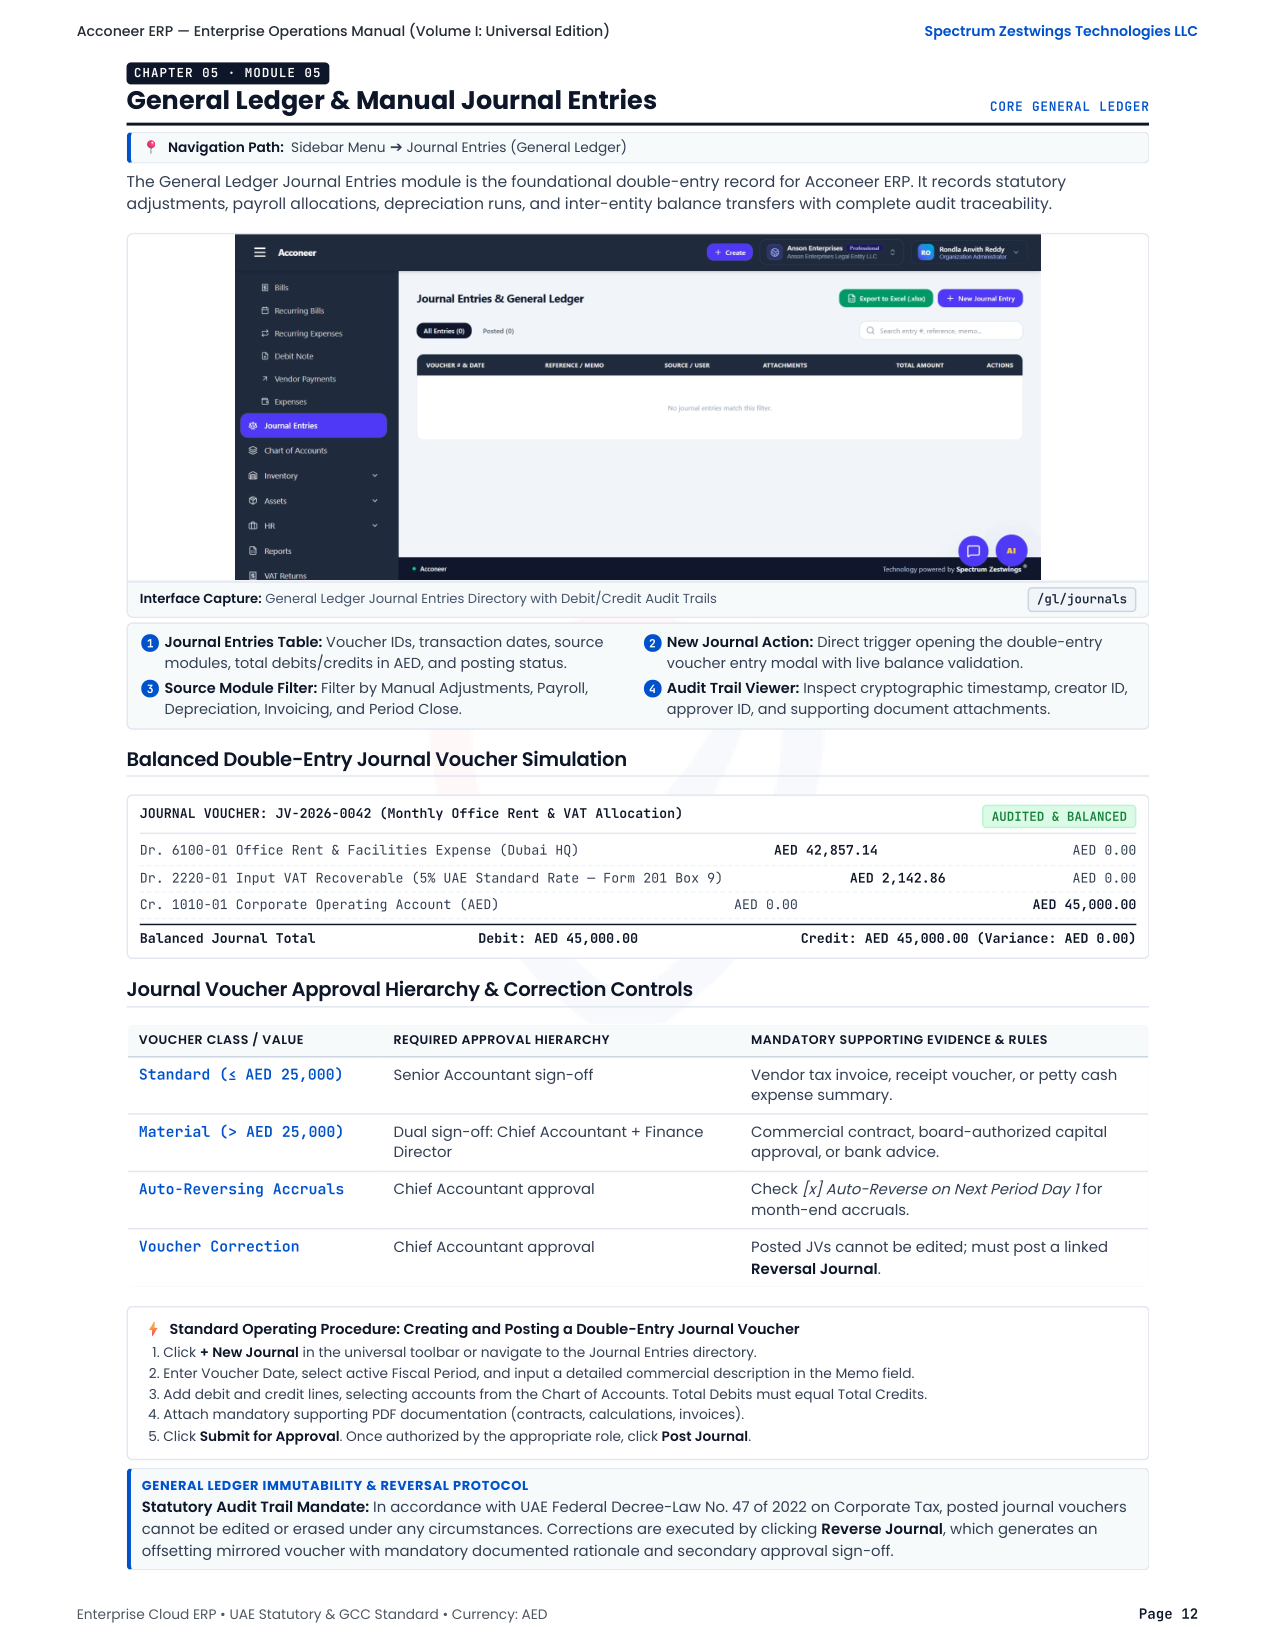 Acconeer ERP — Enterprise Operations Manual (Volume I: Universal Edition)
Spectrum Zestwings Technologies LLC
CHAPTER 05 · MODULE 05
General Ledger & Manual Journal Entries
CORE GENERAL LEDGER
📍 Navigation Path: Sidebar Menu ➔ Journal Entries (General Ledger)
The General Ledger Journal Entries module is the foundational double-entry record for Acconeer ERP. It records statutory
adjustments, payroll allocations, depreciation runs, and inter-entity balance transfers with complete audit traceability.
Acconeer
+ Create
Anson Enterprises Professional
Anson Enterprises Legal Entity LLC
RO
Rondla Anvith Reddy
Organization Administrator
Bills
Recurring Bills
Recurring Expenses
Debit Note
Vendor Payments
Expenses
Journal Entries
Chart of Accounts
Inventory
Assets
HR
Reports
VAT Returns
Journal Entries & General Ledger
Export to Excel (.xlsx)
+ New Journal Entry
All Entries (0)
Posted (0)
Search entry #, reference, memo...
VOUCHER # & DATE
REFERENCE / MEMO
SOURCE / USER
ATTACHMENTS
TOTAL AMOUNT
ACTIONS
No journal entries match this filter.
AI
Acconeer
Technology powered by Spectrum Zestwings®
Interface Capture: General Ledger Journal Entries Directory with Debit/Credit Audit Trails
/gl/journals
1 Journal Entries Table: Voucher IDs, transaction dates, source
modules, total debits/credits in AED, and posting status.
2 New Journal Action: Direct trigger opening the double-entry
voucher entry modal with live balance validation.
3 Source Module Filter: Filter by Manual Adjustments, Payroll,
Depreciation, Invoicing, and Period Close.
4 Audit Trail Viewer: Inspect cryptographic timestamp, creator ID,
approver ID, and supporting document attachments.
Balanced Double-Entry Journal Voucher Simulation
JOURNAL VOUCHER: JV-2026-0042 (Monthly Office Rent & VAT Allocation)
AUDITED & BALANCED
Dr. 6100-01 Office Rent & Facilities Expense (Dubai HQ) AED 42,857.14 AED 0.00
Dr. 2220-01 Input VAT Recoverable (5% UAE Standard Rate — Form 201 Box 9) AED 2,142.86 AED 0.00
Cr. 1010-01 Corporate Operating Account (AED) AED 0.00 AED 45,000.00
Balanced Journal Total Debit: AED 45,000.00 Credit: AED 45,000.00 (Variance: AED 0.00)
Journal Voucher Approval Hierarchy & Correction Controls
VOUCHER CLASS / VALUE
REQUIRED APPROVAL HIERARCHY
MANDATORY SUPPORTING EVIDENCE & RULES
Standard (≤ AED 25,000)
Senior Accountant sign-off
Vendor tax invoice, receipt voucher, or petty cash
expense summary.
Material (> AED 25,000)
Dual sign-off: Chief Accountant + Finance
Director
Commercial contract, board-authorized capital
approval, or bank advice.
Auto-Reversing Accruals
Chief Accountant approval
Check [x] Auto-Reverse on Next Period Day 1 for
month-end accruals.
Voucher Correction
Chief Accountant approval
Posted JVs cannot be edited; must post a linked
Reversal Journal.
⚡ Standard Operating Procedure: Creating and Posting a Double-Entry Journal Voucher
1. Click + New Journal in the universal toolbar or navigate to the Journal Entries directory.
2. Enter Voucher Date, select active Fiscal Period, and input a detailed commercial description in the Memo field.
3. Add debit and credit lines, selecting accounts from the Chart of Accounts. Total Debits must equal Total Credits.
4. Attach mandatory supporting PDF documentation (contracts, calculations, invoices).
5. Click Submit for Approval. Once authorized by the appropriate role, click Post Journal.
GENERAL LEDGER IMMUTABILITY & REVERSAL PROTOCOL
Statutory Audit Trail Mandate: In accordance with UAE Federal Decree-Law No. 47 of 2022 on Corporate Tax, posted journal vouchers
cannot be edited or erased under any circumstances. Corrections are executed by clicking Reverse Journal, which generates an
offsetting mirrored voucher with mandatory documented rationale and secondary approval sign-off.
Enterprise Cloud ERP • UAE Statutory & GCC Standard • Currency: AED
Page 12